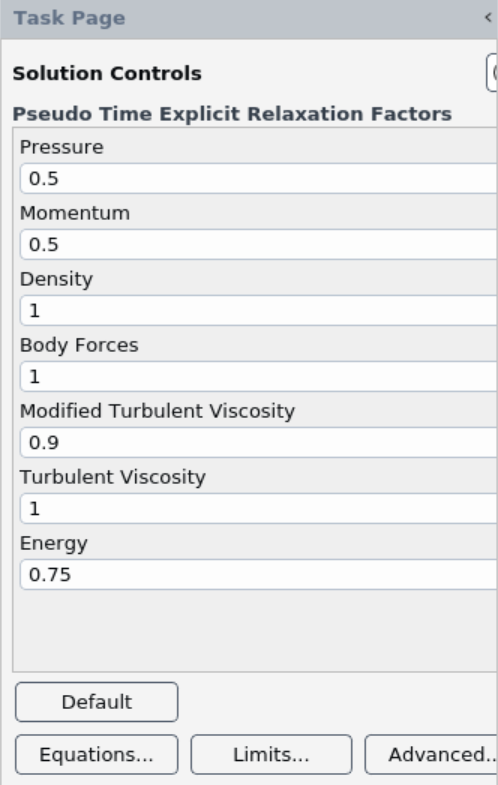 Task Page
Solution Controls
Pseudo Time Explicit Relaxation Factors
Pressure
0.5
Momentum
0.5
Density
1
Body Forces
1
Modified Turbulent Viscosity
0.9
Turbulent Viscosity
1
Energy
0.75
Default
Equations... Limits... Advanced..